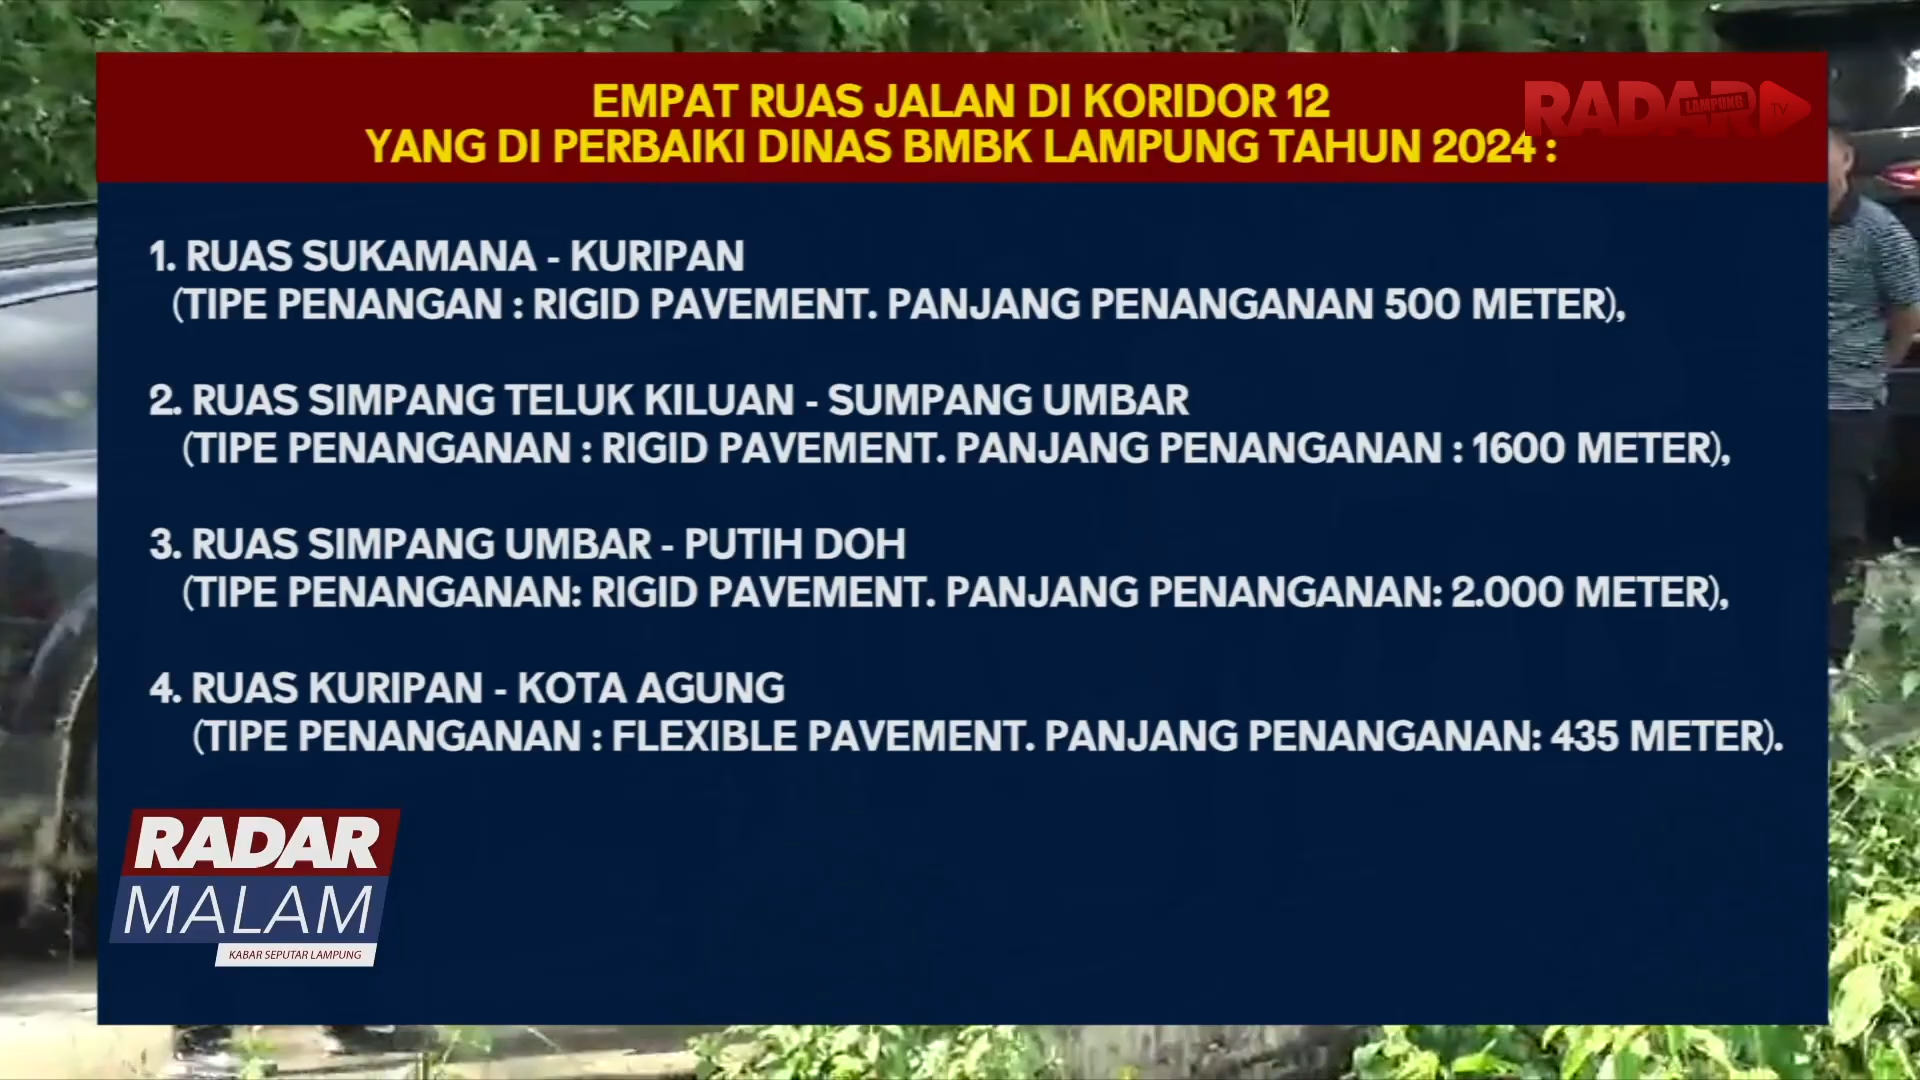 EMPAT RUAS JALAN DI KORIDOR 12
YANG DI PERBAIKI DINAS BMBK LAMPUNG TAHUN 2024 :
RADAR
LAMPUNG
TV
1. RUAS SUKAMANA - KURIPAN
(TIPE PENANGAN : RIGID PAVEMENT. PANJANG PENANGANAN 500 METER),
2. RUAS SIMPANG TELUK KILUAN - SUMPANG UMBAR
(TIPE PENANGANAN : RIGID PAVEMENT. PANJANG PENANGANAN : 1600 METER),
3. RUAS SIMPANG UMBAR - PUTIH DOH
(TIPE PENANGANAN: RIGID PAVEMENT. PANJANG PENANGANAN: 2.000 METER),
4. RUAS KURIPAN - KOTA AGUNG
(TIPE PENANGANAN : FLEXIBLE PAVEMENT. PANJANG PENANGANAN: 435 METER).
RADAR
MALAM
KABAR SEPUTAR LAMPUNG